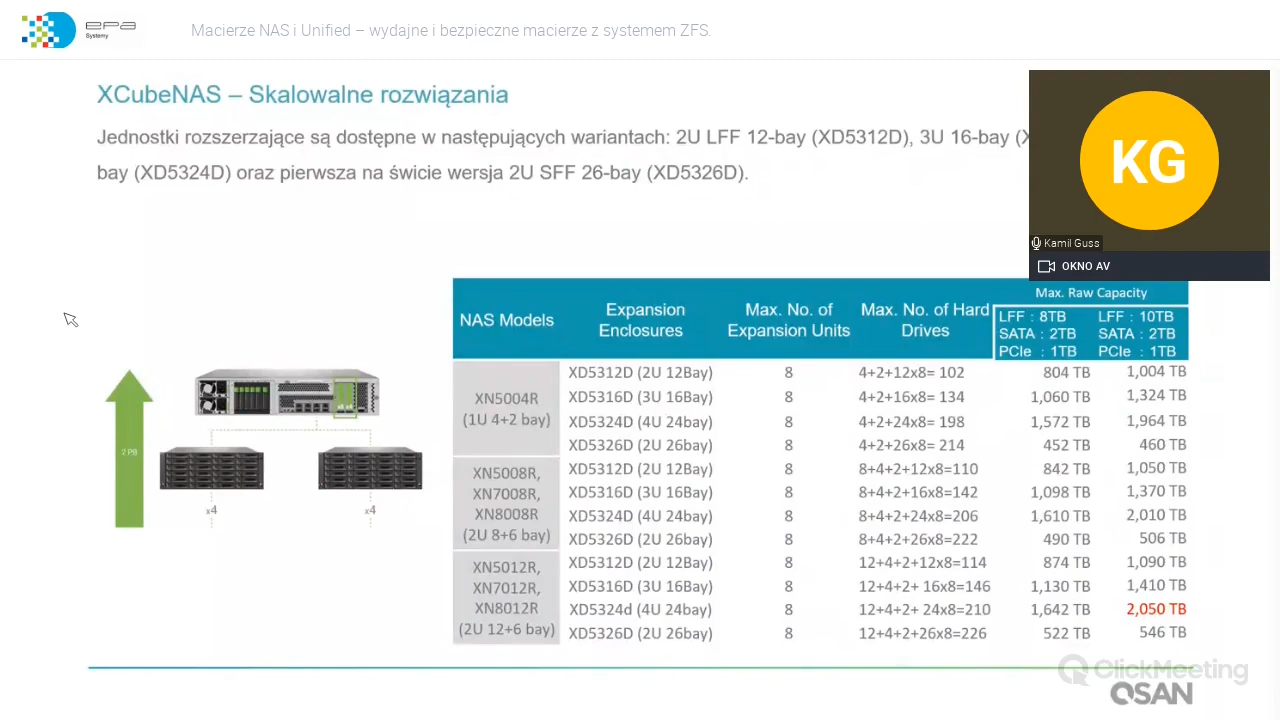 epa
Systemy
Macierze NAS i Unified – wydajne i bezpieczne macierze z systemem ZFS.
XCubeNAS – Skalowalne rozwiązania
Jednostki rozszerzające są dostępne w następujących wariantach: 2U LFF 12-bay (XD5312D), 3U 16-bay
bay (XD5324D) oraz pierwsza na świcie wersja 2U SFF 26-bay (XD5326D).
KG
Kamil Guss
OKNO AV
NAS Models Expansion Enclosures Max. No. of Expansion Units Max. No. of Hard Drives Max. Raw Capacity
LFF : 8TB LFF : 10TB
SATA : 2TB SATA : 2TB
PCIe : 1TB PCIe : 1TB
XN5004R
(1U 4+2 bay)
XD5312D (2U 12Bay) 8 4+2+12x8= 102 804 TB 1,004 TB
XD5316D (3U 16Bay) 8 4+2+16x8= 134 1,060 TB 1,324 TB
XD5324D (4U 24bay) 8 4+2+24x8= 198 1,572 TB 1,964 TB
XD5326D (2U 26bay) 8 4+2+26x8= 214 452 TB 460 TB
XN5008R,
XN7008R,
XN8008R
(2U 8+6 bay)
XD5312D (2U 12Bay) 8 8+4+2+12x8=110 842 TB 1,050 TB
XD5316D (3U 16Bay) 8 8+4+2+16x8=142 1,098 TB 1,370 TB
XD5324D (4U 24bay) 8 8+4+2+24x8=206 1,610 TB 2,010 TB
XD5326D (2U 26bay) 8 8+4+2+26x8=222 490 TB 506 TB
XN5012R,
XN7012R,
XN8012R
(2U 12+6 bay)
XD5312D (2U 12Bay) 8 12+4+2+12x8=114 874 TB 1,090 TB
XD5316D (3U 16Bay) 8 12+4+2+ 16x8=146 1,130 TB 1,410 TB
XD5324d (4U 24bay) 8 12+4+2+ 24x8=210 1,642 TB 2,050 TB
XD5326D (2U 26bay) 8 12+4+2+26x8=226 522 TB 546 TB
2 PB
x4 x4
ClickMeeting
QSAN